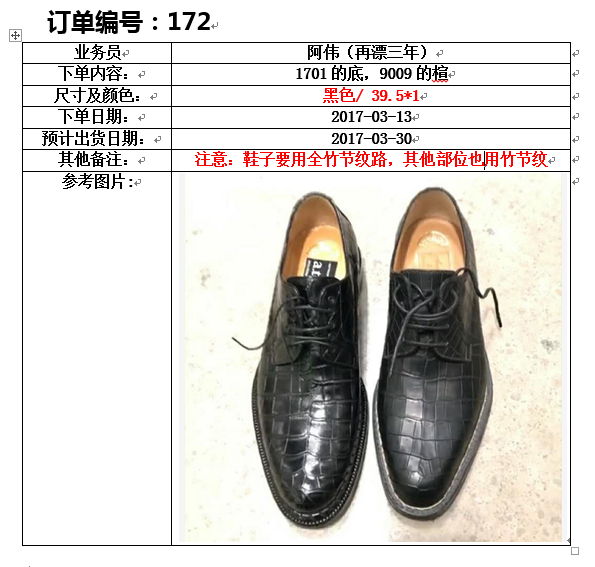 订单编号：172
业务员 阿伟（再漂三年）
下单内容： 1701 的底，9009 的楦
尺寸及颜色： 黑色/ 39.5*1
下单日期： 2017-03-13
预计出货日期： 2017-03-30
其他备注： 注意：鞋子要用全竹节纹路，其他部位也用竹节纹
参考图片: